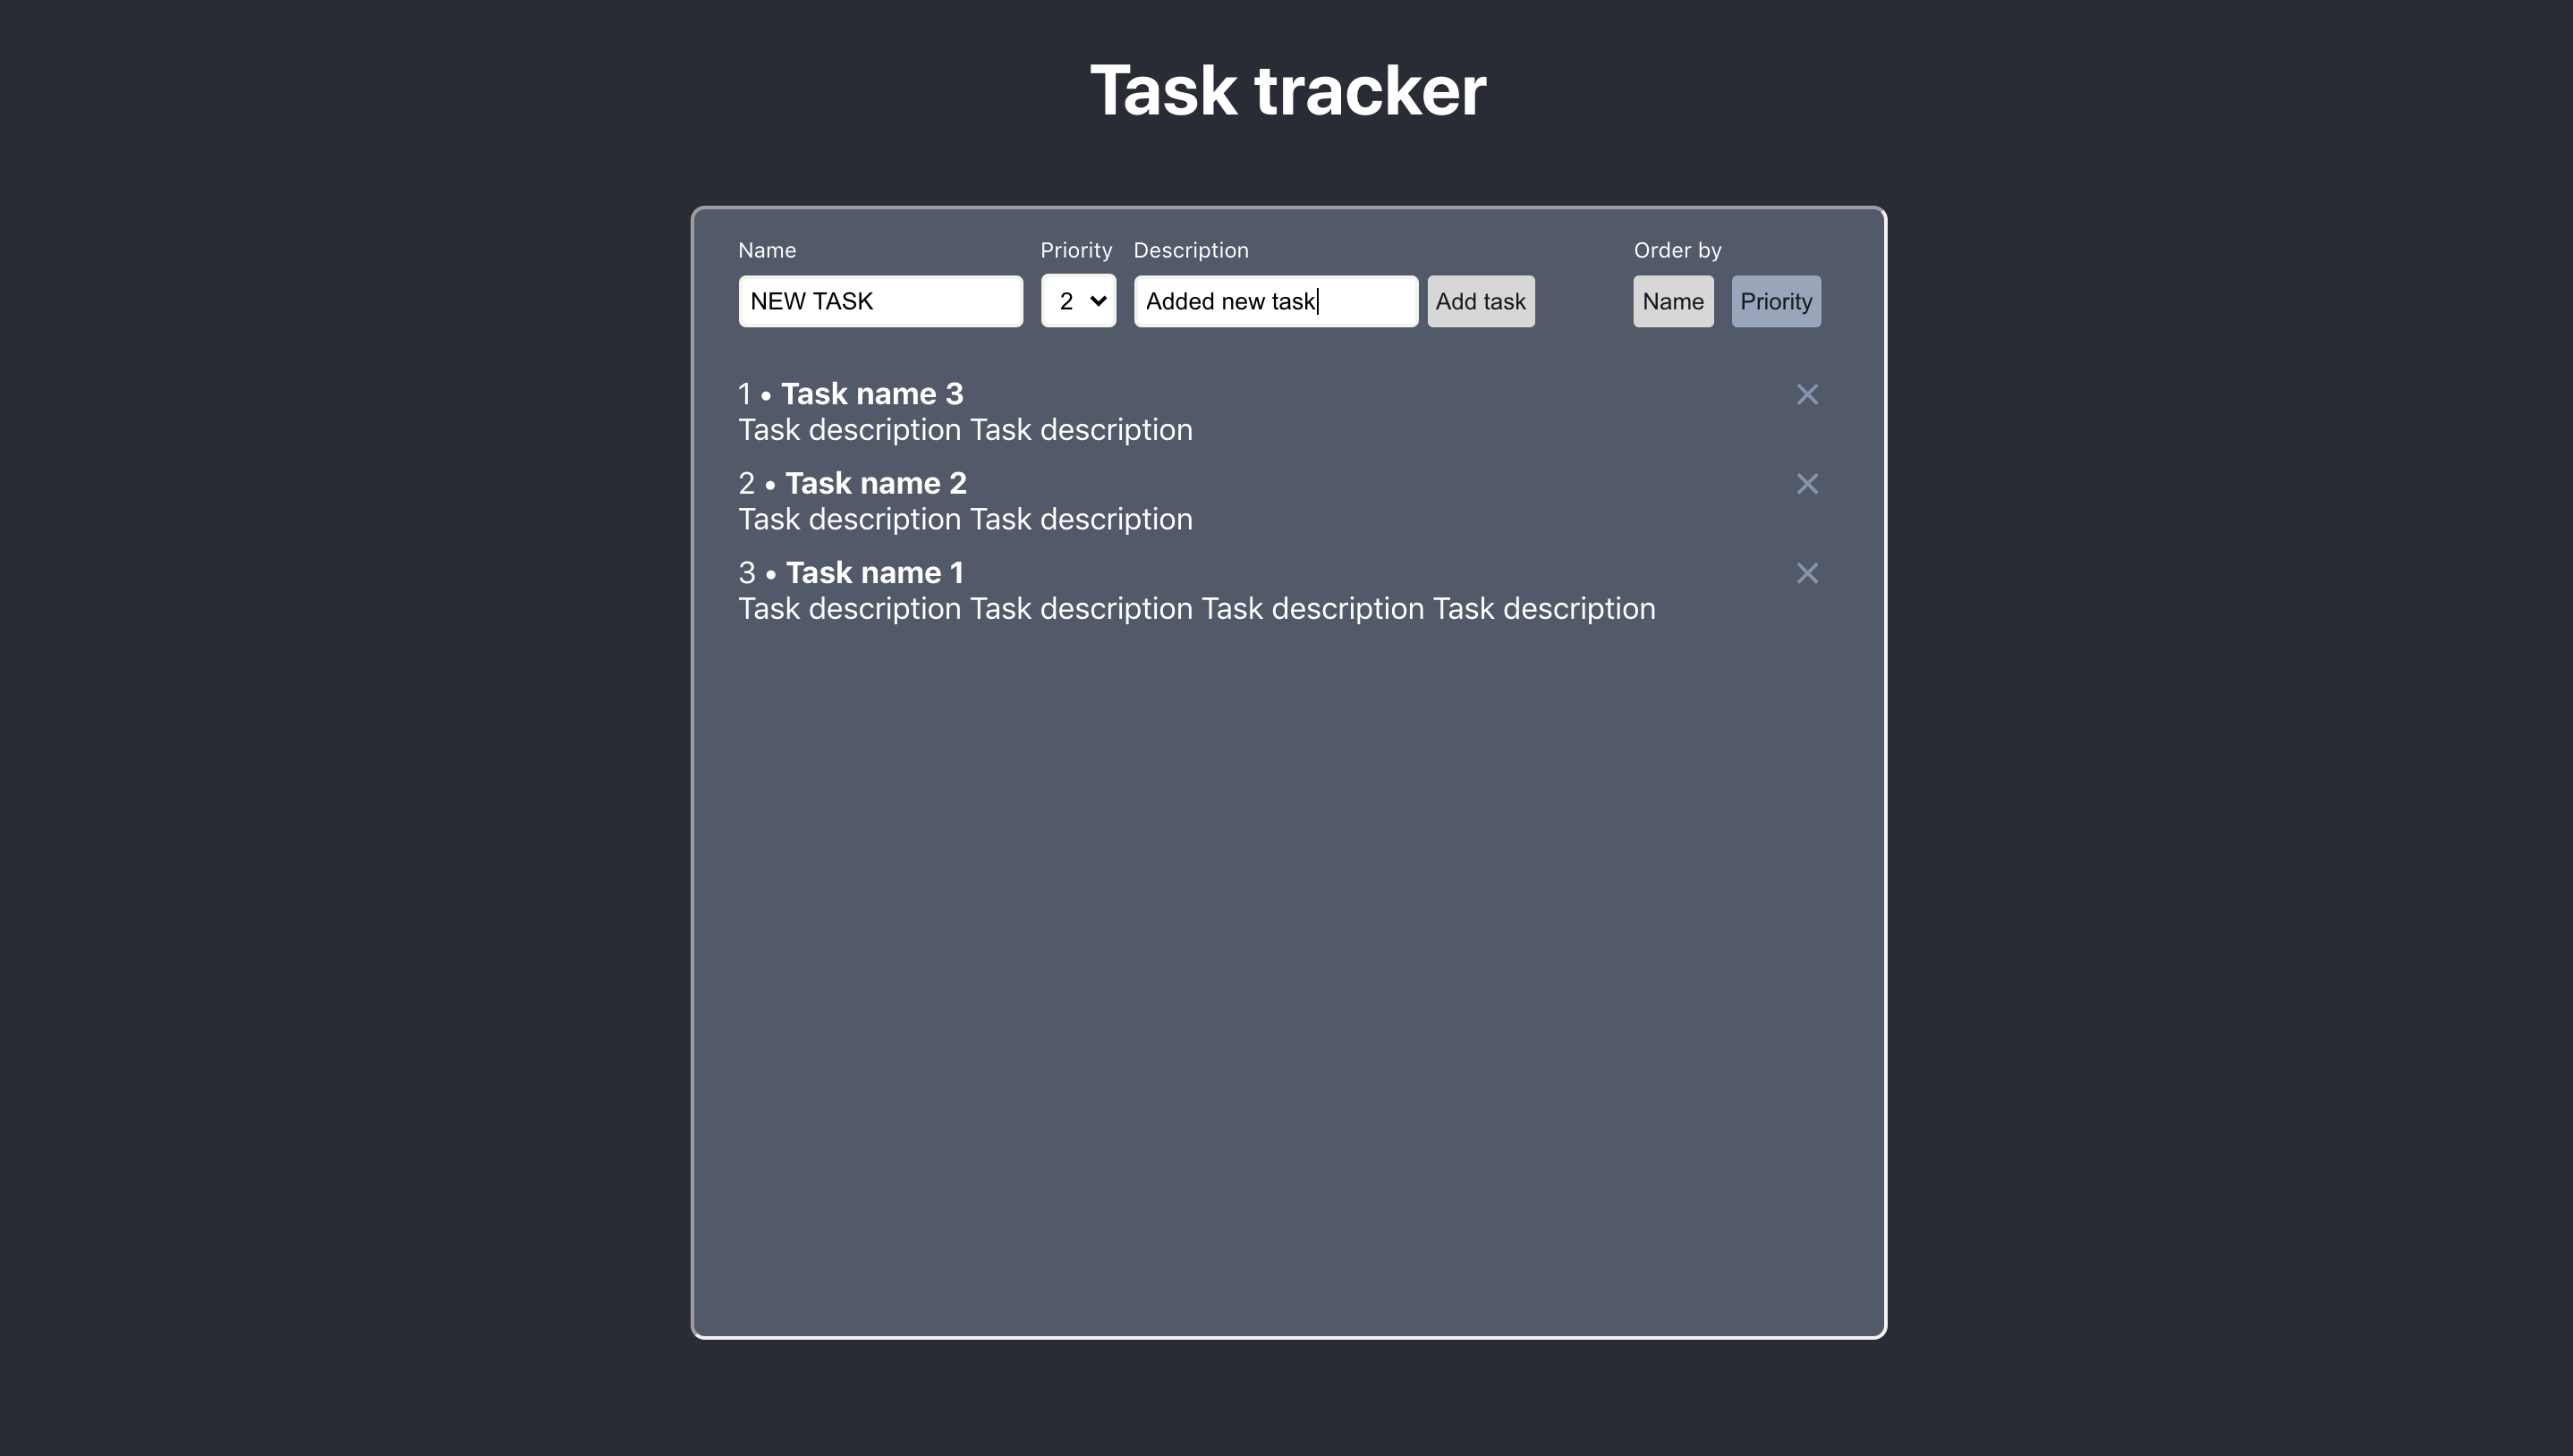 Task tracker
Name Priority Description Order by
NEW TASK 2 Added new task Add task Name Priority
1 • Task name 3
Task description Task description
2 • Task name 2
Task description Task description
3 • Task name 1
Task description Task description Task description Task description